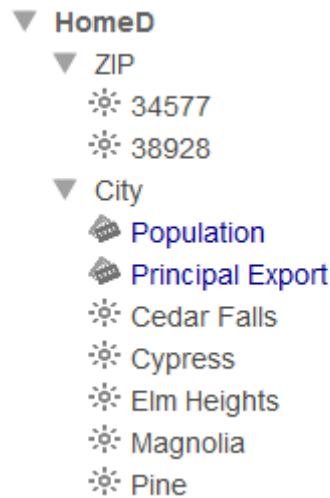 HomeD
ZIP
34577
38928
City
Population
Principal Export
Cedar Falls
Cypress
Elm Heights
Magnolia
Pine